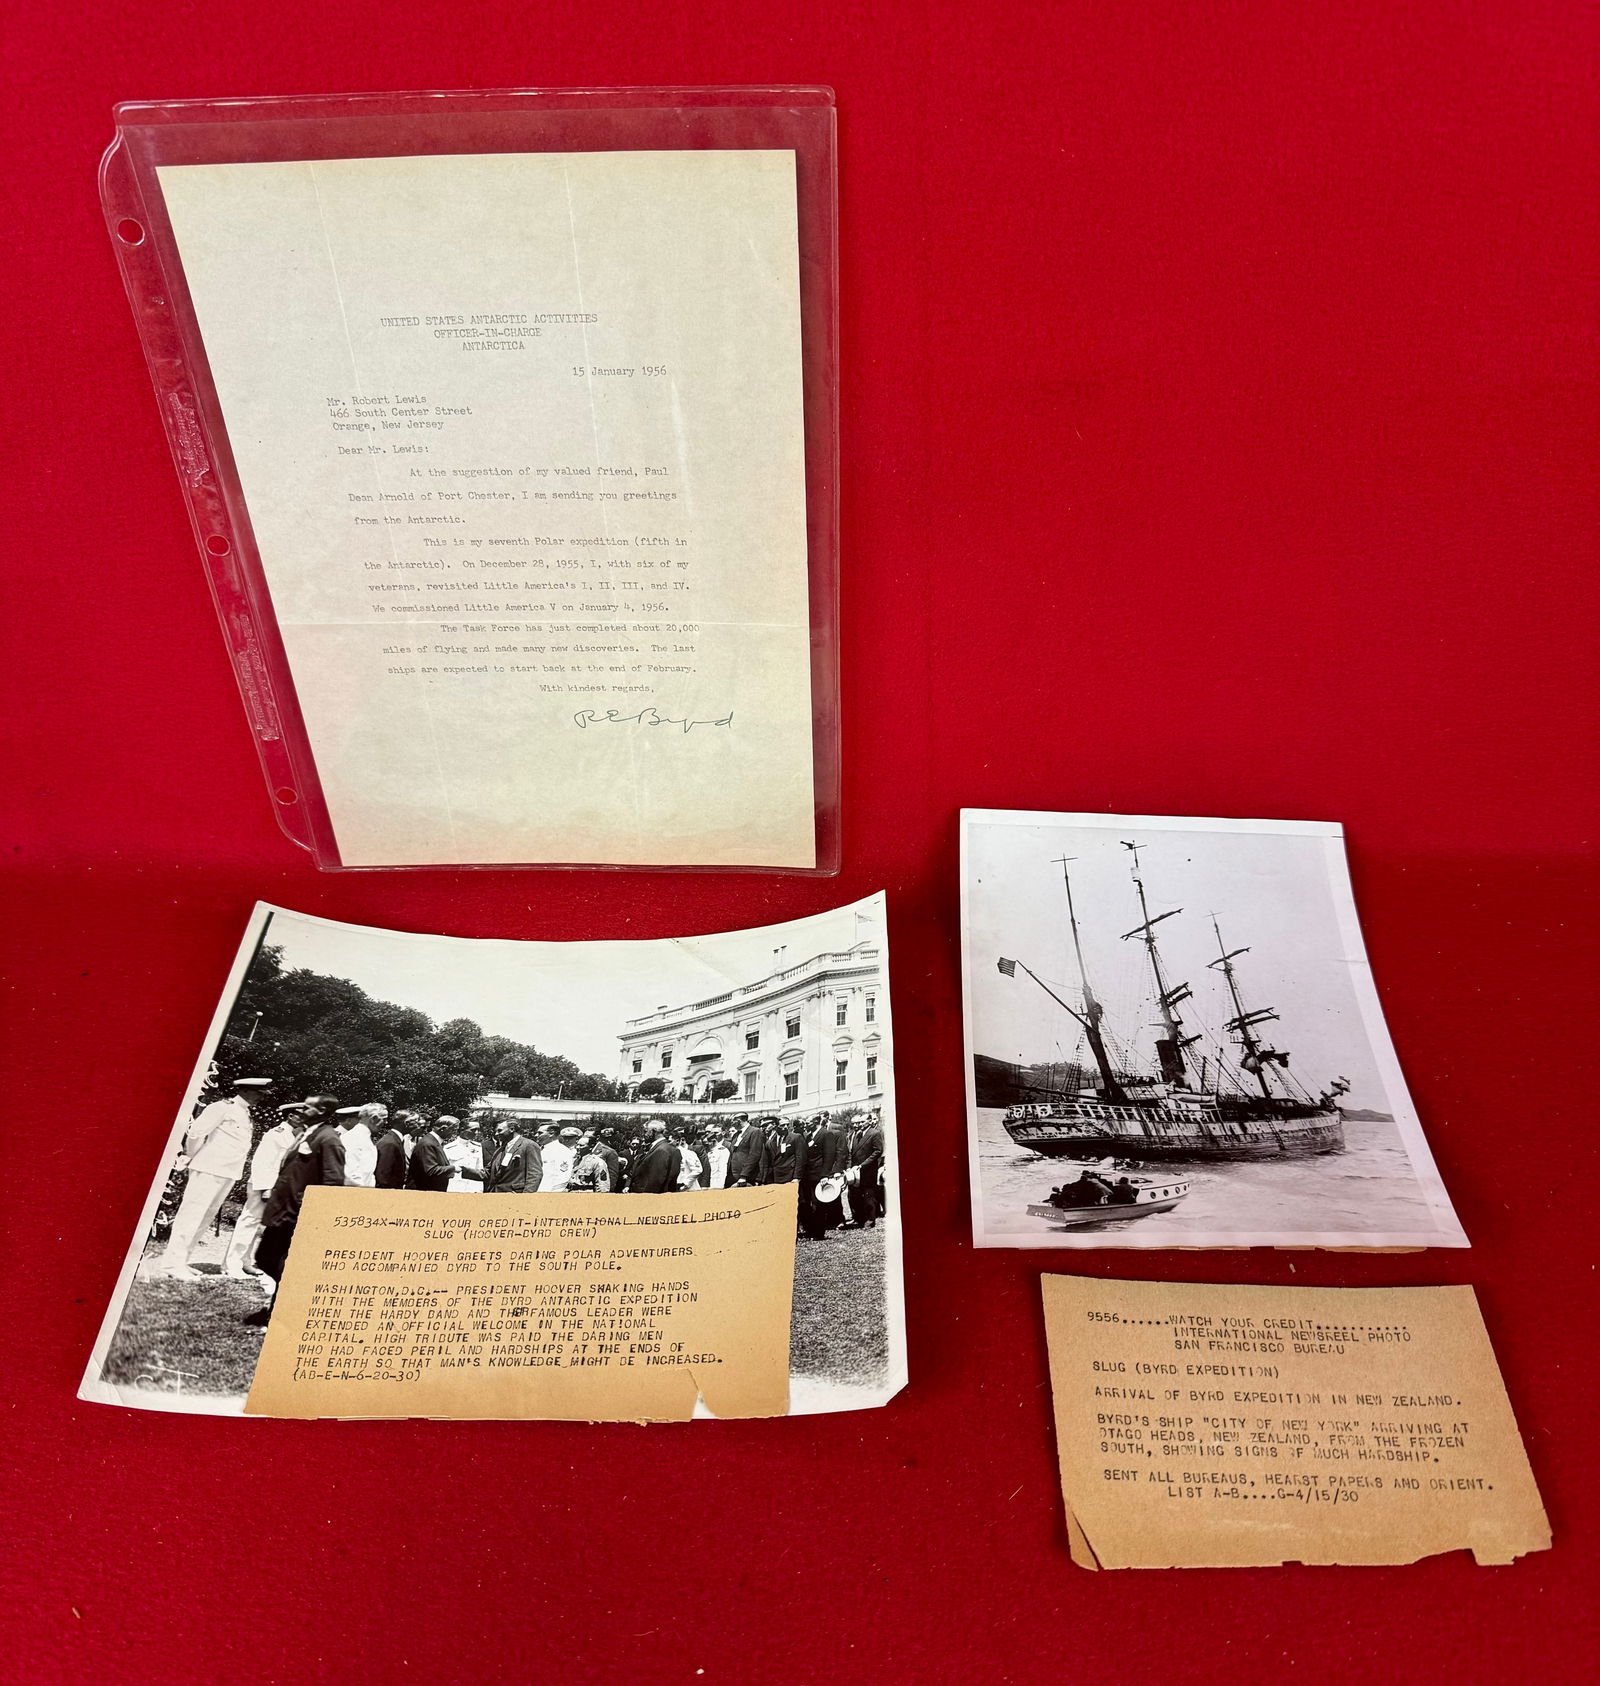 UNITED STATES ANTARCTIC ACTIVITIES
OFFICER-IN-CHARGE
ANTARCTICA
15 January 1956
Mr. Robert Lewis
466 South Center Street
Orange, New Jersey
Dear Mr. Lewis:
At the suggestion of my valued friend, Paul
Dean Arnold of Port Chester, I am sending you greetings
from the Antarctic.
This is my seventh Polar expedition (fifth in
the Antarctic). On December 28, 1955, I, with six of my
veterans, revisited Little America's I, II, III, and IV.
We commissioned Little America V on January 4, 1956.
The Task Force has just completed about 20,000
miles of flying and made many new discoveries. The last
ships are expected to start back at the end of February.
With kindest regards,
R E Byrd
535834X-WATCH YOUR CREDIT-INTERNATIONAL NEWSREEL PHOTO
SLUG (HOOVER-BYRD CREW)
PRESIDENT HOOVER GREETS DARING POLAR ADVENTURERS
WHO ACCOMPANIED BYRD TO THE SOUTH POLE.
WASHINGTON,D.C.-- PRESIDENT HOOVER SHAKING HANDS
WITH THE MEMBERS OF THE BYRD ANTARCTIC EXPEDITION
WHEN THE HARDY BAND AND FAMOUS LEADER WERE
EXTENDED AN OFFICIAL WELCOME IN THE NATIONAL
CAPITAL. HIGH TRIBUTE WAS PAID THE DARING MEN
WHO HAD FACED PERIL AND HARDSHIPS AT THE ENDS OF
THE EARTH SO THAT MAN'S KNOWLEDGE MIGHT BE INCREASED.
(AB-E-N-6-20-30)
9556......WATCH YOUR CREDIT...........
INTERNATIONAL NEWSREEL PHOTO
SAN FRANCISCO BUREAU
SLUG (BYRD EXPEDITION)
ARRIVAL OF BYRD EXPEDITION IN NEW ZEALAND.
BYRD'S SHIP "CITY OF NEW YORK" ARRIVING AT
OTAGO HEADS, NEW ZEALAND, FROM THE FROZEN
SOUTH, SHOWING SIGNS OF MUCH HARDSHIP.
SENT ALL BUREAUS, HEARST PAPERS AND ORIENT.
LIST A-B....G-4/15/30